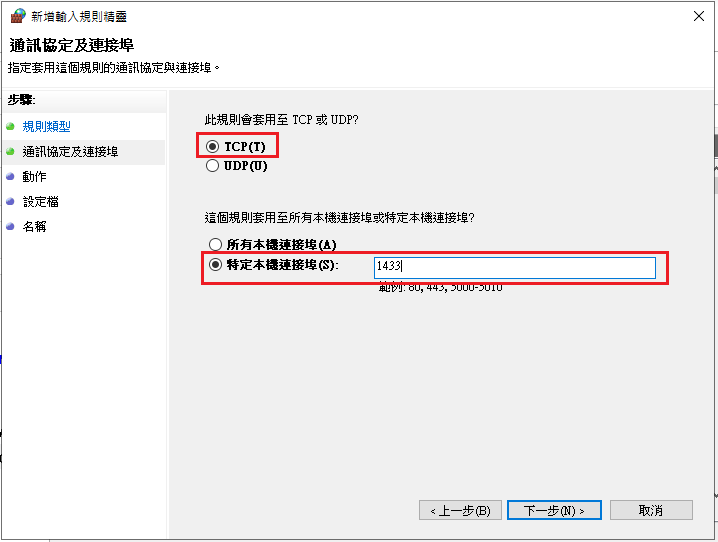 新增輸入規則精靈
通訊協定及連接埠
指定套用這個規則的通訊協定與連接埠。
步驟:
規則類型
通訊協定及連接埠
動作
設定檔
名稱
此規則會套用至 TCP 或 UDP?
TCP(T)
UDP(U)
這個規則套用至所有本機連接埠或特定本機連接埠?
所有本機連接埠(A)
特定本機連接埠(S): 1433
範例: 80, 443, 5000-5010
< 上一步(B) 下一步(N) > 取消